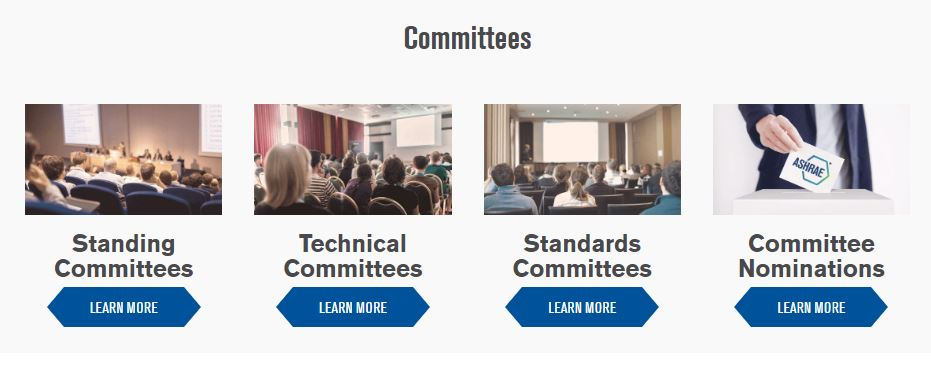 Committees
ASHRAE
Standing
Committees
LEARN MORE
Technical
Committees
LEARN MORE
Standards
Committees
LEARN MORE
Committee
Nominations
LEARN MORE